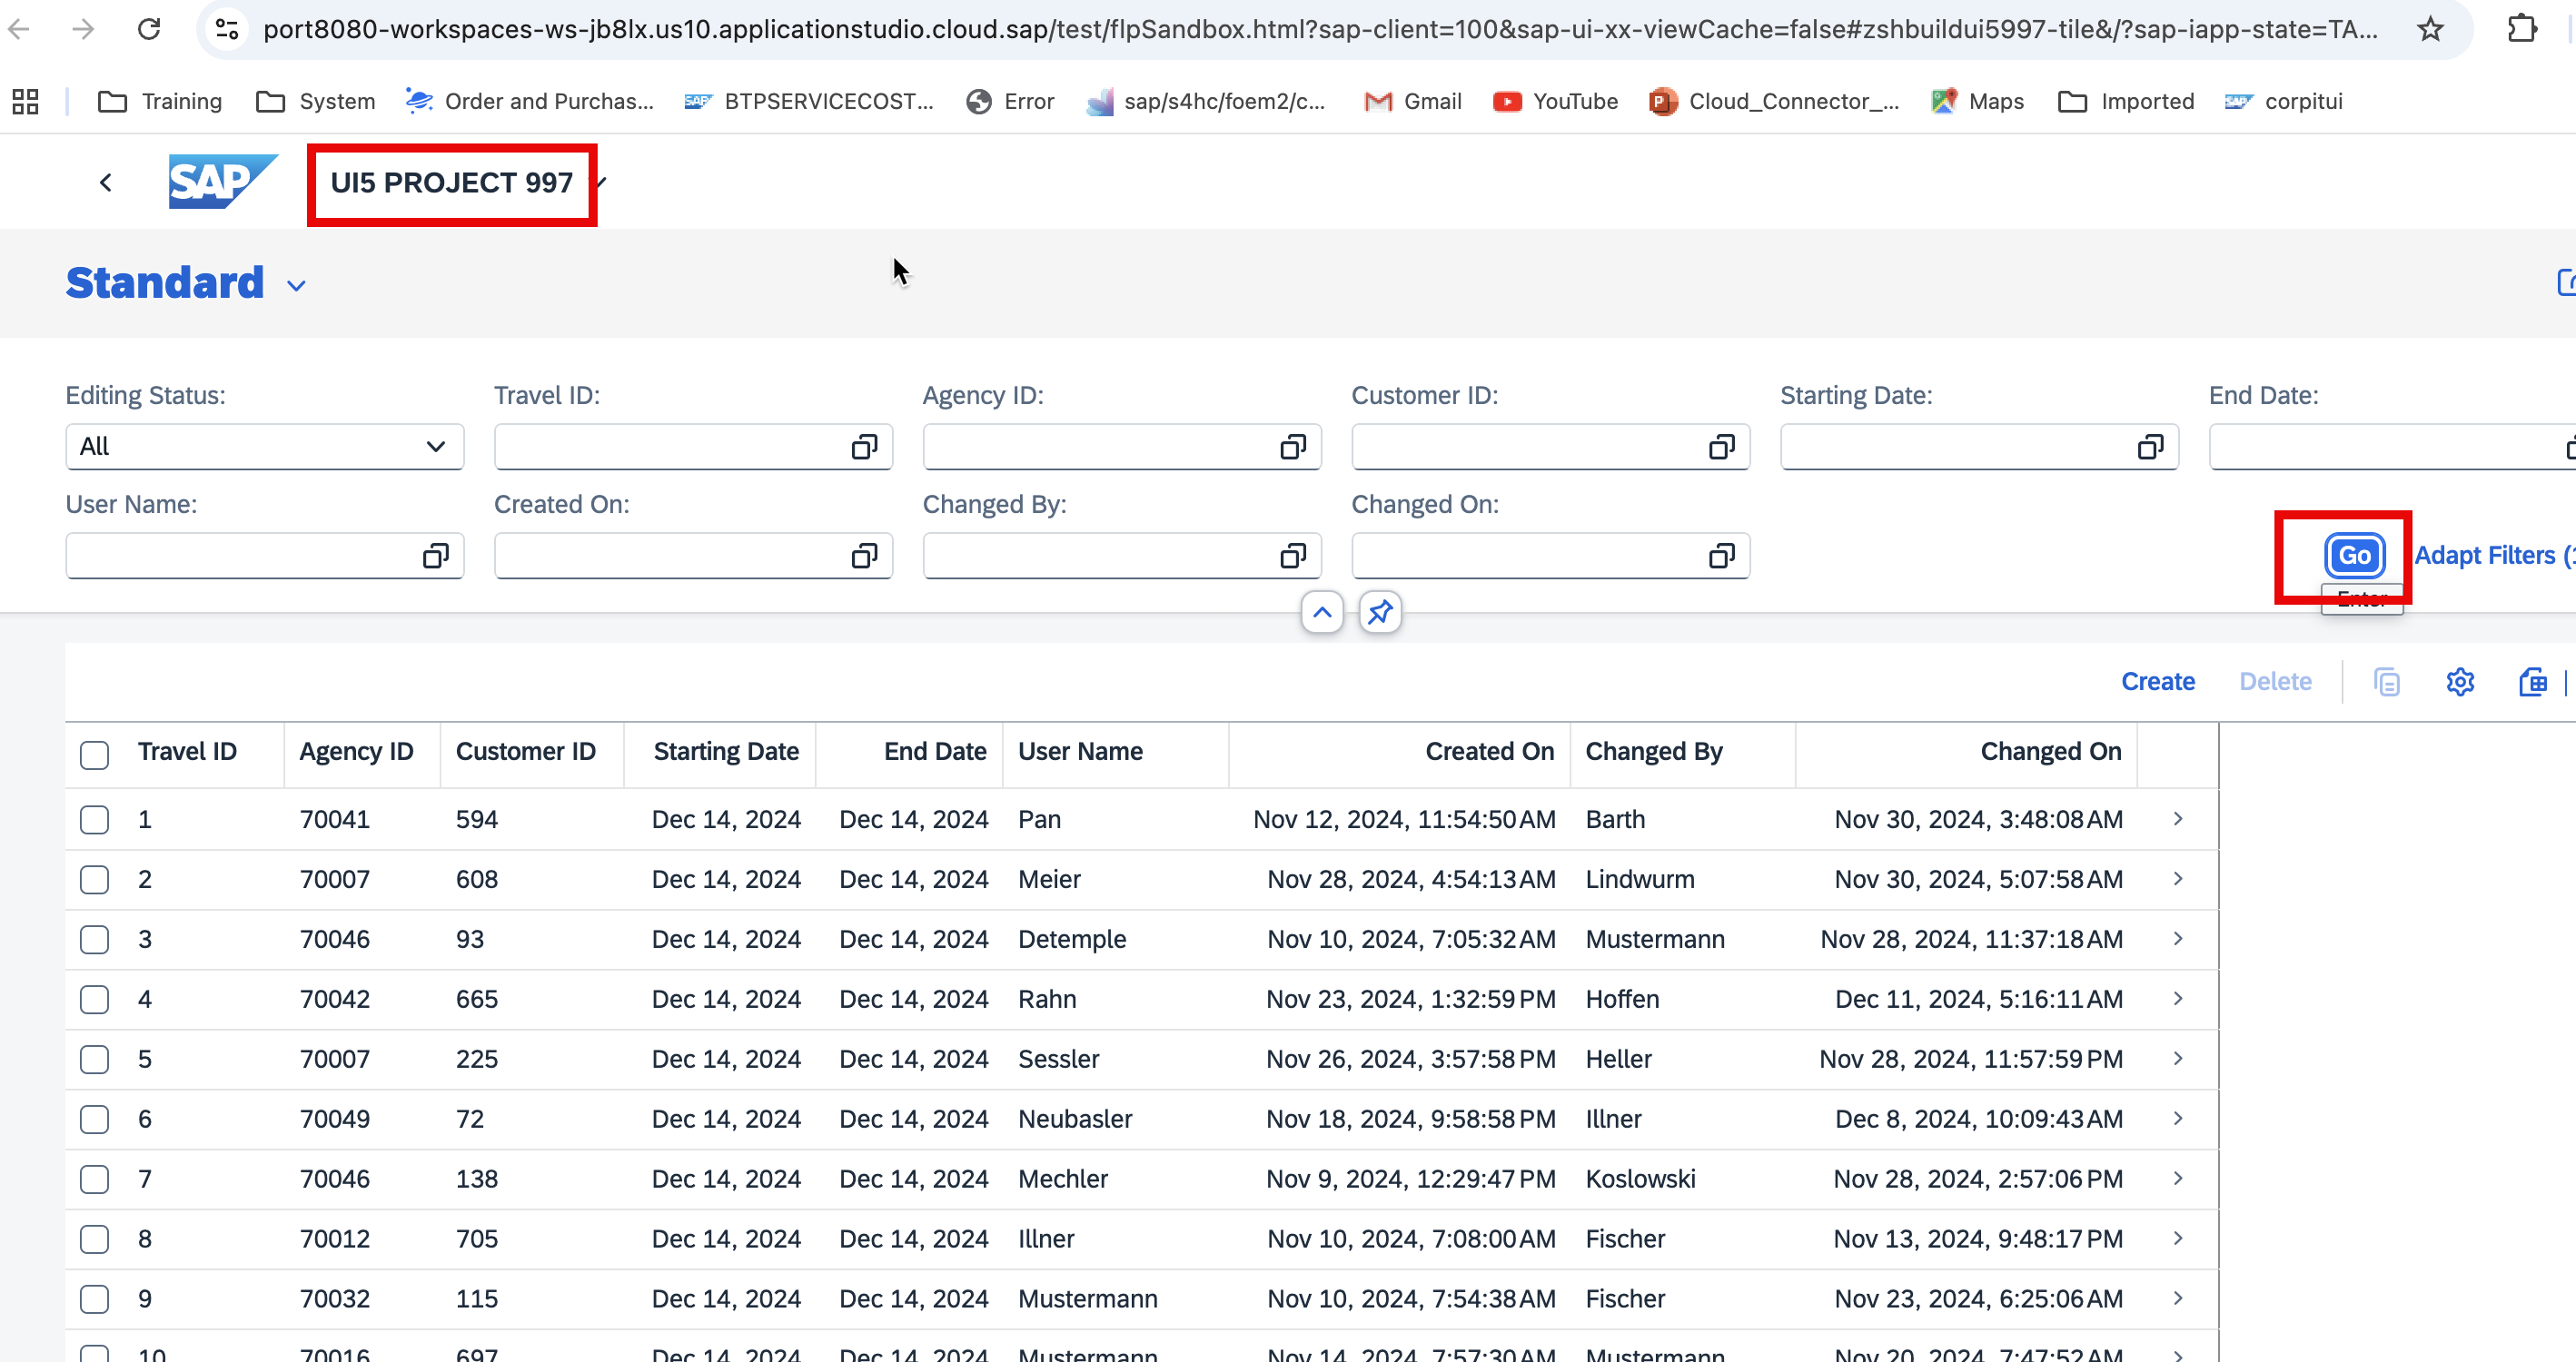 port8080-workspaces-ws-jb8lx.us10.applicationstudio.cloud.sap/test/flpSandbox.html?sap-client=100&sap-ui-xx-viewCache=false#zshbuildui5997-tile&/?sap-iapp-state=TA...
Training System Order and Purchas... SAP BTPSERVICECOST... Error sap/s4hc/foem2/c... Gmail YouTube Cloud_Connector_... Maps Imported SAP corpitui
SAP UI5 PROJECT 997
Standard
Editing Status: Travel ID: Agency ID: Customer ID: Starting Date: End Date:
All
User Name: Created On: Changed By: Changed On:
Go Adapt Filters (
Enter
Create Delete
Travel ID Agency ID Customer ID Starting Date End Date User Name Created On Changed By Changed On
1 70041 594 Dec 14, 2024 Dec 14, 2024 Pan Nov 12, 2024, 11:54:50 AM Barth Nov 30, 2024, 3:48:08 AM
2 70007 608 Dec 14, 2024 Dec 14, 2024 Meier Nov 28, 2024, 4:54:13 AM Lindwurm Nov 30, 2024, 5:07:58 AM
3 70046 93 Dec 14, 2024 Dec 14, 2024 Detemple Nov 10, 2024, 7:05:32 AM Mustermann Nov 28, 2024, 11:37:18 AM
4 70042 665 Dec 14, 2024 Dec 14, 2024 Rahn Nov 23, 2024, 1:32:59 PM Hoffen Dec 11, 2024, 5:16:11 AM
5 70007 225 Dec 14, 2024 Dec 14, 2024 Sessler Nov 26, 2024, 3:57:58 PM Heller Nov 28, 2024, 11:57:59 PM
6 70049 72 Dec 14, 2024 Dec 14, 2024 Neubasler Nov 18, 2024, 9:58:58 PM Illner Dec 8, 2024, 10:09:43 AM
7 70046 138 Dec 14, 2024 Dec 14, 2024 Mechler Nov 9, 2024, 12:29:47 PM Koslowski Nov 28, 2024, 2:57:06 PM
8 70012 705 Dec 14, 2024 Dec 14, 2024 Illner Nov 10, 2024, 7:08:00 AM Fischer Nov 13, 2024, 9:48:17 PM
9 70032 115 Dec 14, 2024 Dec 14, 2024 Mustermann Nov 10, 2024, 7:54:38 AM Fischer Nov 23, 2024, 6:25:06 AM
10 70016 697 Dec 14, 2024 Dec 14, 2024 Mustermann Nov 14, 2024, 7:57:30 AM Mustermann Nov 20, 2024, 7:47:52 AM